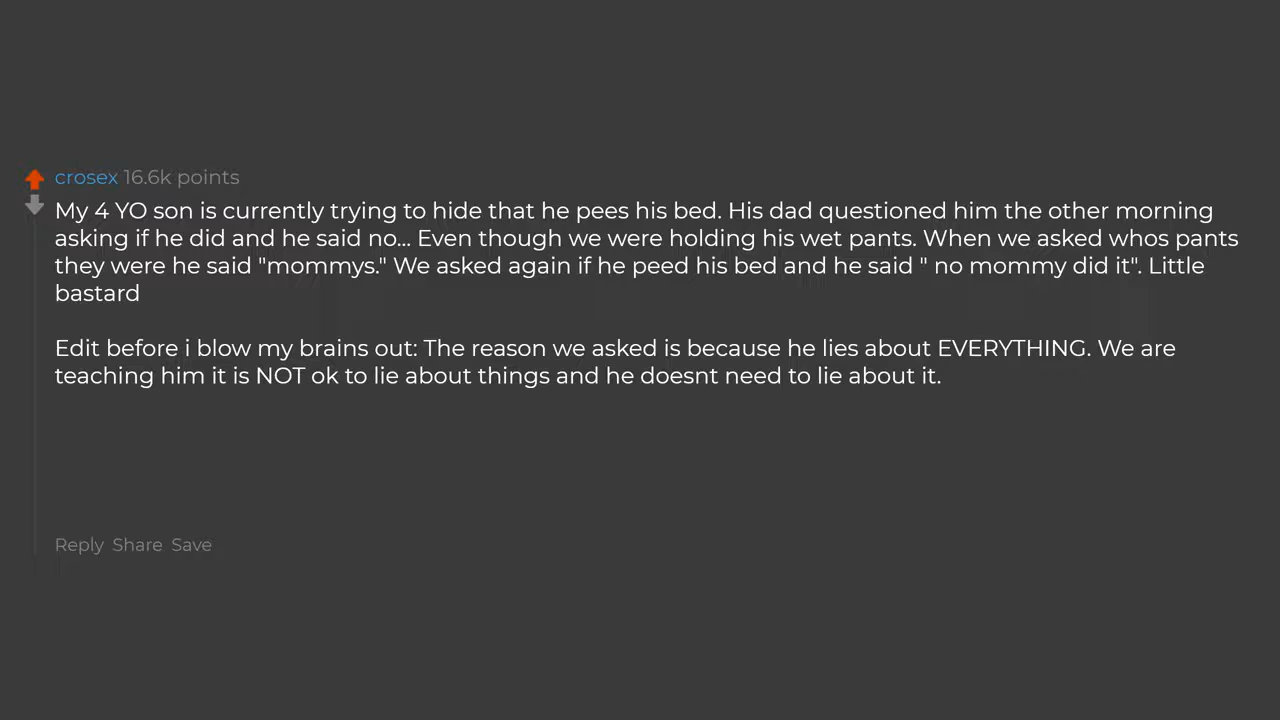 crosex 16.6k points
My 4 YO son is currently trying to hide that he pees his bed. His dad questioned him the other morning
asking if he did and he said no... Even though we were holding his wet pants. When we asked whos pants
they were he said "mommys." We asked again if he peed his bed and he said " no mommy did it". Little
bastard
Edit before i blow my brains out: The reason we asked is because he lies about EVERYTHING. We are
teaching him it is NOT ok to lie about things and he doesnt need to lie about it.
Reply Share Save